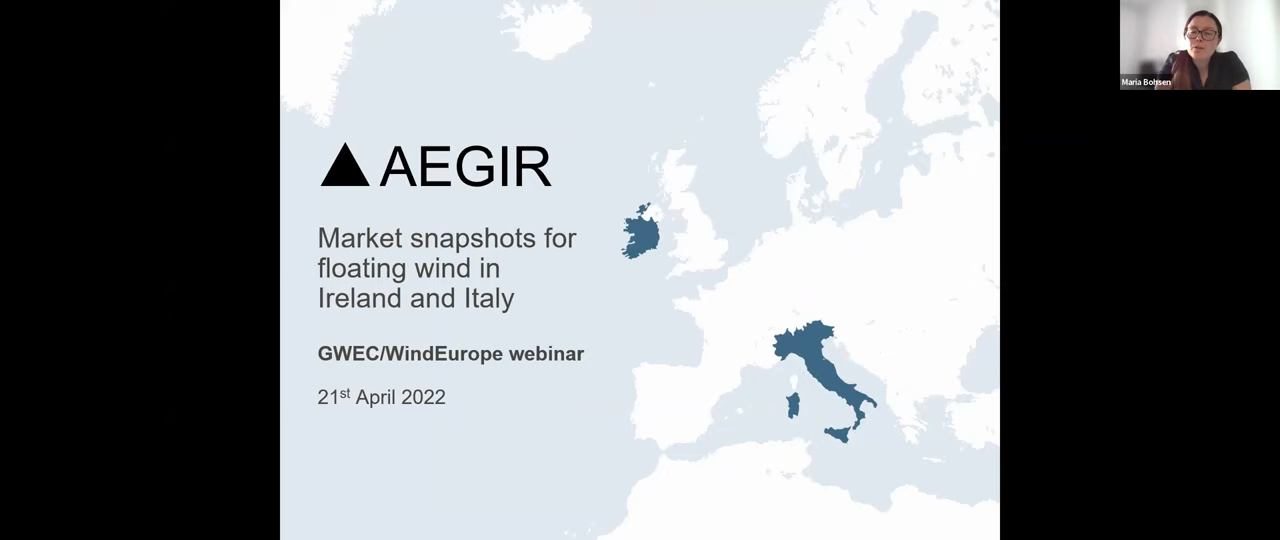 AEGIR
Market snapshots for
floating wind in
Ireland and Italy
GWEC/WindEurope webinar
21st April 2022
Maria Bohsen